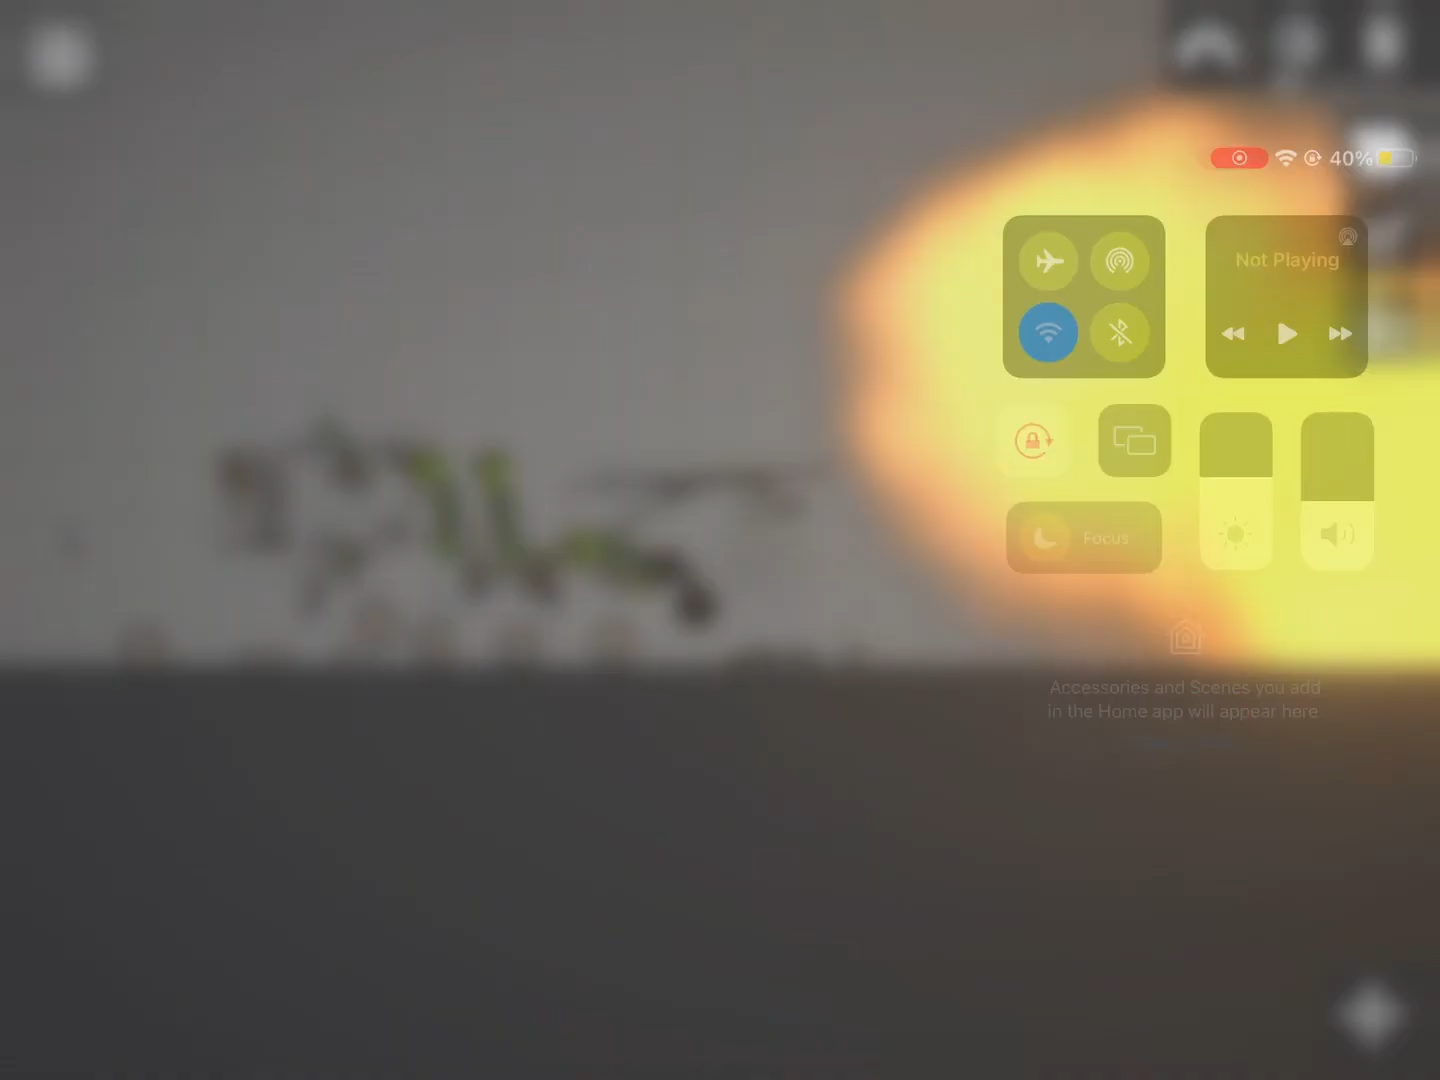 40%
Not Playing
Focus
Accessories and Scenes you add
in the Home app will appear here